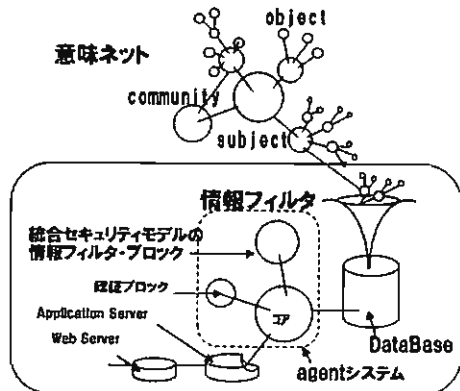 object
意味ネット
community
subject
情報フィルタ
統合セキュリティモデルの
情報フィルタ・ブロック
認証ブロック
コア
Application Server
Web Server
DataBase
agentシステム